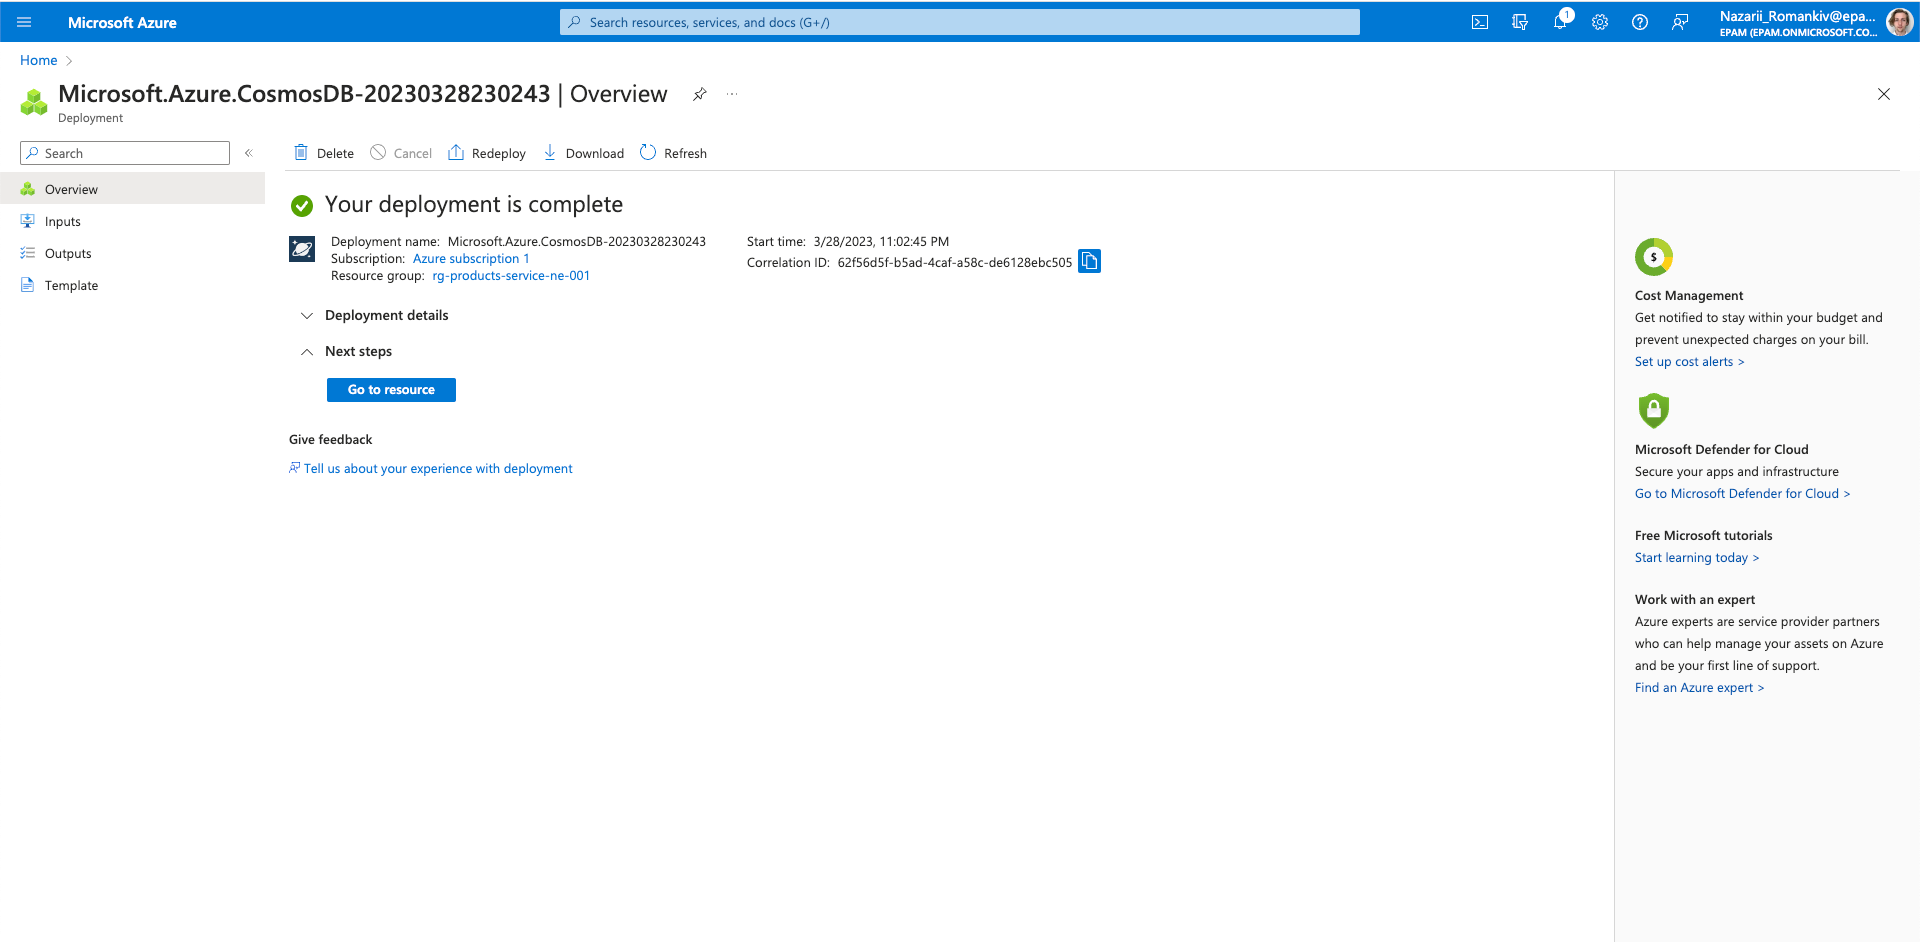 Microsoft Azure
Search resources, services, and docs (G+/)
1
Nazarii_Romankiv@epa...
EPAM (EPAM.ONMICROSOFT.CO...
Home
Microsoft.Azure.CosmosDB-20230328230243 | Overview
...
Deployment
Search
Delete
Cancel
Redeploy
Download
Refresh
Overview
Inputs
Outputs
Template
Your deployment is complete
Deployment name: Microsoft.Azure.CosmosDB-20230328230243
Subscription: Azure subscription 1
Resource group: rg-products-service-ne-001
Start time: 3/28/2023, 11:02:45 PM
Correlation ID: 62f56d5f-b5ad-4caf-a58c-de6128ebc505
Deployment details
Next steps
Go to resource
Give feedback
Tell us about your experience with deployment
$
Cost Management
Get notified to stay within your budget and
prevent unexpected charges on your bill.
Set up cost alerts >
Microsoft Defender for Cloud
Secure your apps and infrastructure
Go to Microsoft Defender for Cloud >
Free Microsoft tutorials
Start learning today >
Work with an expert
Azure experts are service provider partners
who can help manage your assets on Azure
and be your first line of support.
Find an Azure expert >